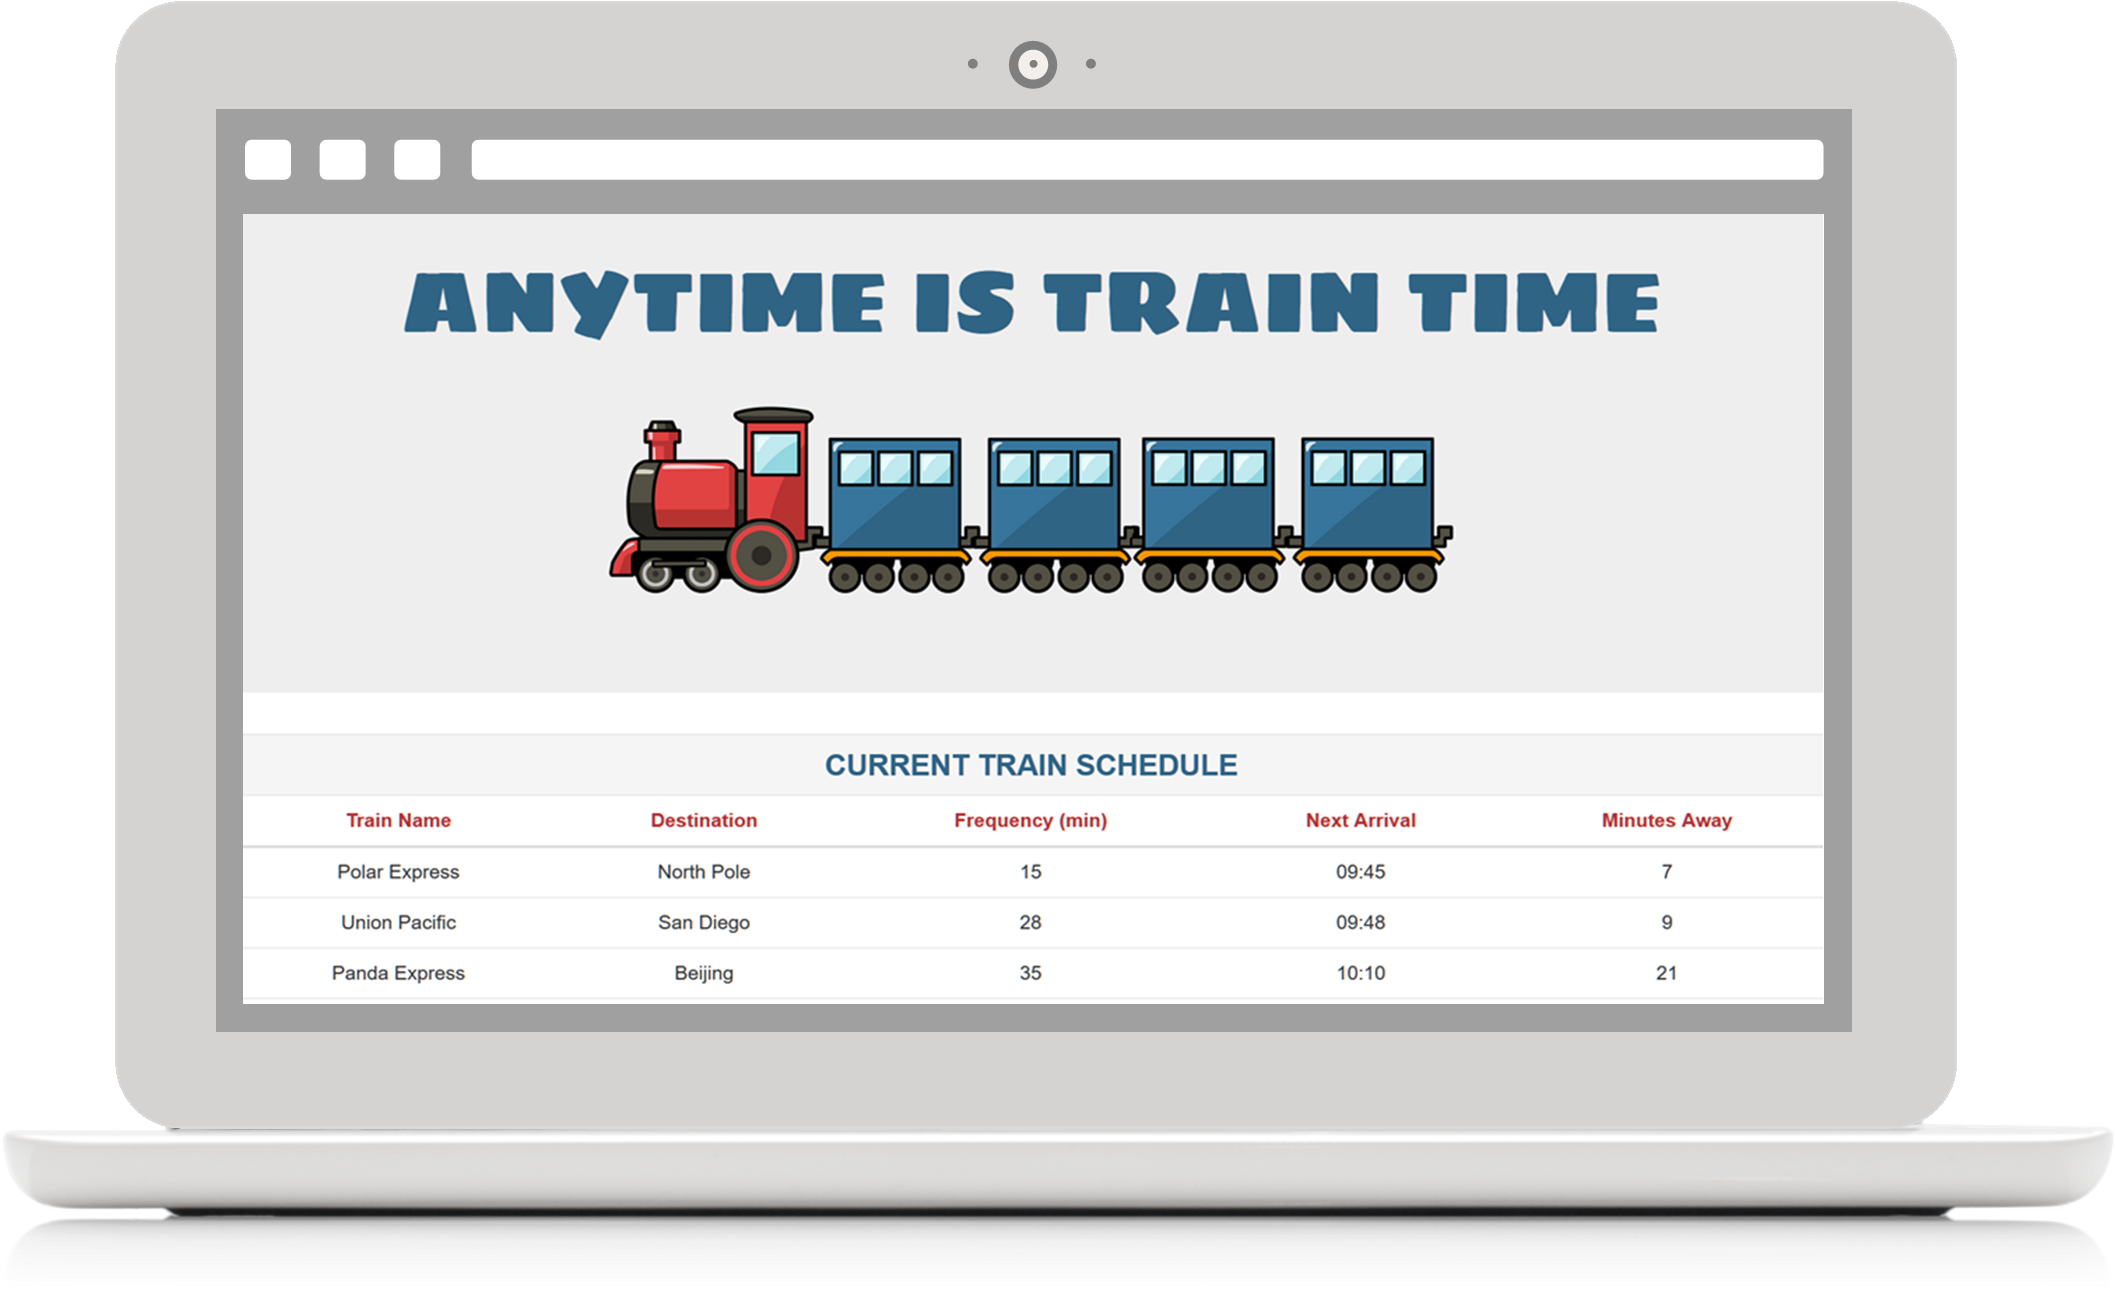 ANYTIME IS TRAIN TIME
CURRENT TRAIN SCHEDULE
Train Name Destination Frequency (min) Next Arrival Minutes Away
Polar Express North Pole 15 09:45 7
Union Pacific San Diego 28 09:48 9
Panda Express Beijing 35 10:10 21